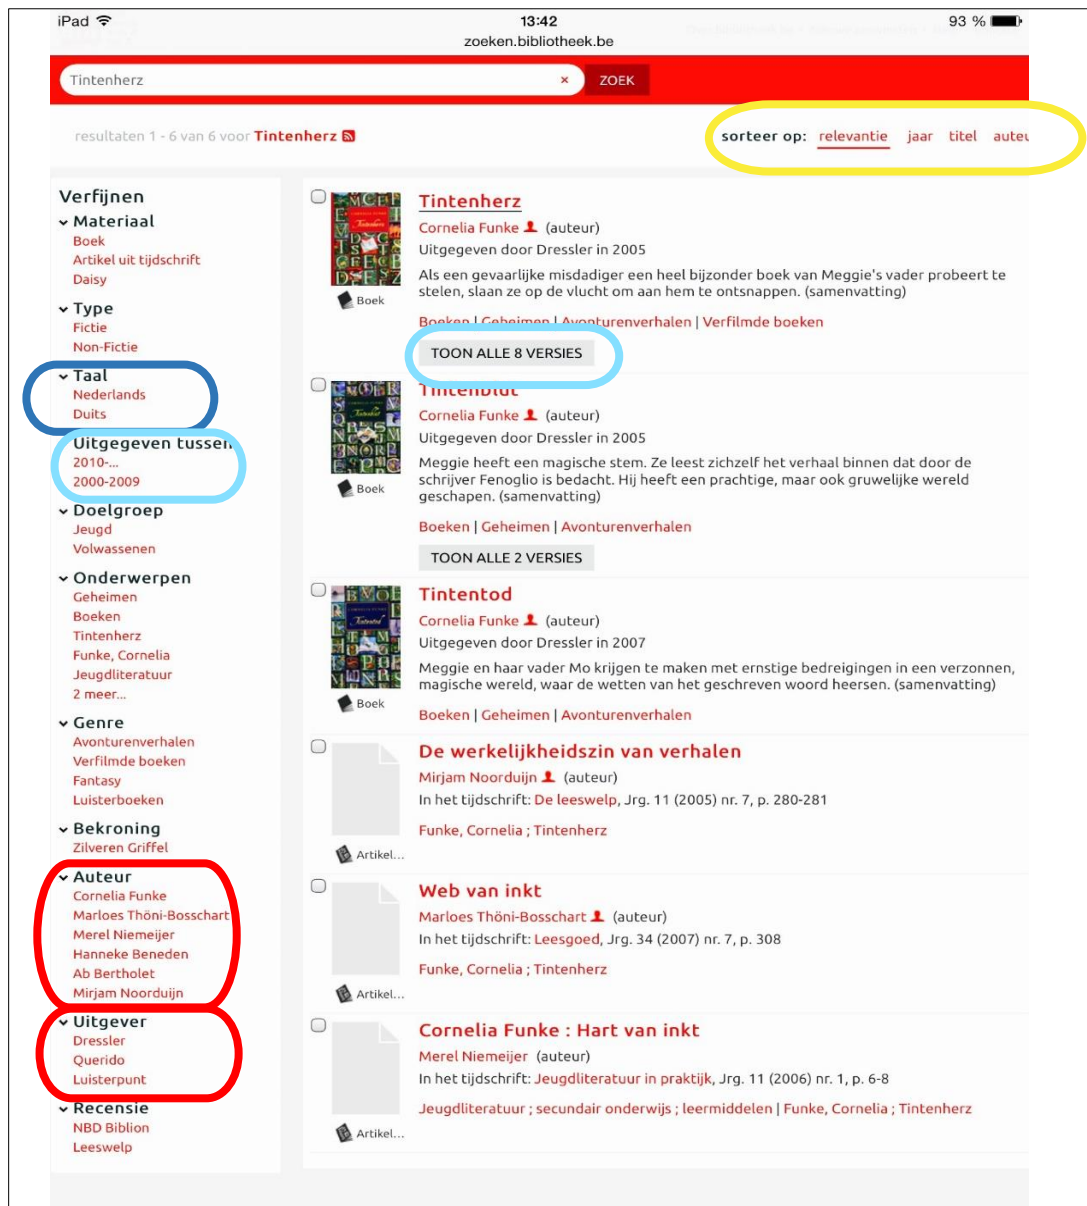 iPad 13:42 93 %
zoeken.bibliotheek.be
Tintenherz × ZOEK
resultaten 1 - 6 van 6 voor Tintenherz
sorteer op: relevantie jaar titel auteu
Verfijnen
Materiaal
Boek
Artikel uit tijdschrift
Daisy
Type
Fictie
Non-Fictie
Taal
Nederlands
Duits
Uitgegeven tussen
2010-...
2000-2009
Doelgroep
Jeugd
Volwassenen
Onderwerpen
Geheimen
Boeken
Tintenherz
Funke, Cornelia
Jeugdliteratuur
2 meer...
Genre
Avonturenverhalen
Verfilmde boeken
Fantasy
Luisterboeken
Bekroning
Zilveren Griffel
Auteur
Cornelia Funke
Marloes Thöni-Bosschart
Merel Niemeijer
Hanneke Beneden
Ab Bertholet
Mirjam Noorduijn
Uitgever
Dressler
Querido
Luisterpunt
Recensie
NBD Biblion
Leeswelp
Tintenherz
Cornelia Funke (auteur)
Uitgegeven door Dressler in 2005
Als een gevaarlijke misdadiger een heel bijzonder boek van Meggie's vader probeert te
stelen, slaan ze op de vlucht om aan hem te ontsnappen. (samenvatting)
Boek
Boeken | Geheimen | Avonturenverhalen | Verfilmde boeken
TOON ALLE 8 VERSIES
Tintenblut
Cornelia Funke (auteur)
Uitgegeven door Dressler in 2005
Meggie heeft een magische stem. Ze leest zichzelf het verhaal binnen dat door de
schrijver Fenoglio is bedacht. Hij heeft een prachtige, maar ook gruwelijke wereld
geschapen. (samenvatting)
Boek
Boeken | Geheimen | Avonturenverhalen
TOON ALLE 2 VERSIES
Tintentod
Cornelia Funke (auteur)
Uitgegeven door Dressler in 2007
Meggie en haar vader Mo krijgen te maken met ernstige bedreigingen in een verzonnen,
magische wereld, waar de wetten van het geschreven woord heersen. (samenvatting)
Boek
Boeken | Geheimen | Avonturenverhalen
De werkelijkheidszin van verhalen
Mirjam Noorduijn (auteur)
In het tijdschrift: De leeswelp, Jrg. 11 (2005) nr. 7, p. 280-281
Funke, Cornelia ; Tintenherz
Artikel...
Web van inkt
Marloes Thöni-Bosschart (auteur)
In het tijdschrift: Leesgoed, Jrg. 34 (2007) nr. 7, p. 308
Funke, Cornelia ; Tintenherz
Artikel...
Cornelia Funke : Hart van inkt
Merel Niemeijer (auteur)
In het tijdschrift: Jeugdliteratuur in praktijk, Jrg. 11 (2006) nr. 1, p. 6-8
Jeugdliteratuur ; secundair onderwijs ; leermiddelen | Funke, Cornelia ; Tintenherz
Artikel...